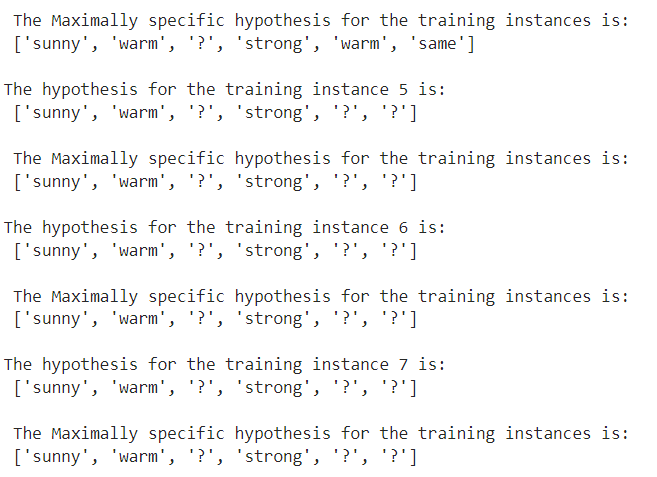 The Maximally specific hypothesis for the training instances is:
['sunny', 'warm', '?', 'strong', 'warm', 'same']
The hypothesis for the training instance 5 is:
['sunny', 'warm', '?', 'strong', '?', '?']
The Maximally specific hypothesis for the training instances is:
['sunny', 'warm', '?', 'strong', '?', '?']
The hypothesis for the training instance 6 is:
['sunny', 'warm', '?', 'strong', '?', '?']
The Maximally specific hypothesis for the training instances is:
['sunny', 'warm', '?', 'strong', '?', '?']
The hypothesis for the training instance 7 is:
['sunny', 'warm', '?', 'strong', '?', '?']
The Maximally specific hypothesis for the training instances is:
['sunny', 'warm', '?', 'strong', '?', '?']